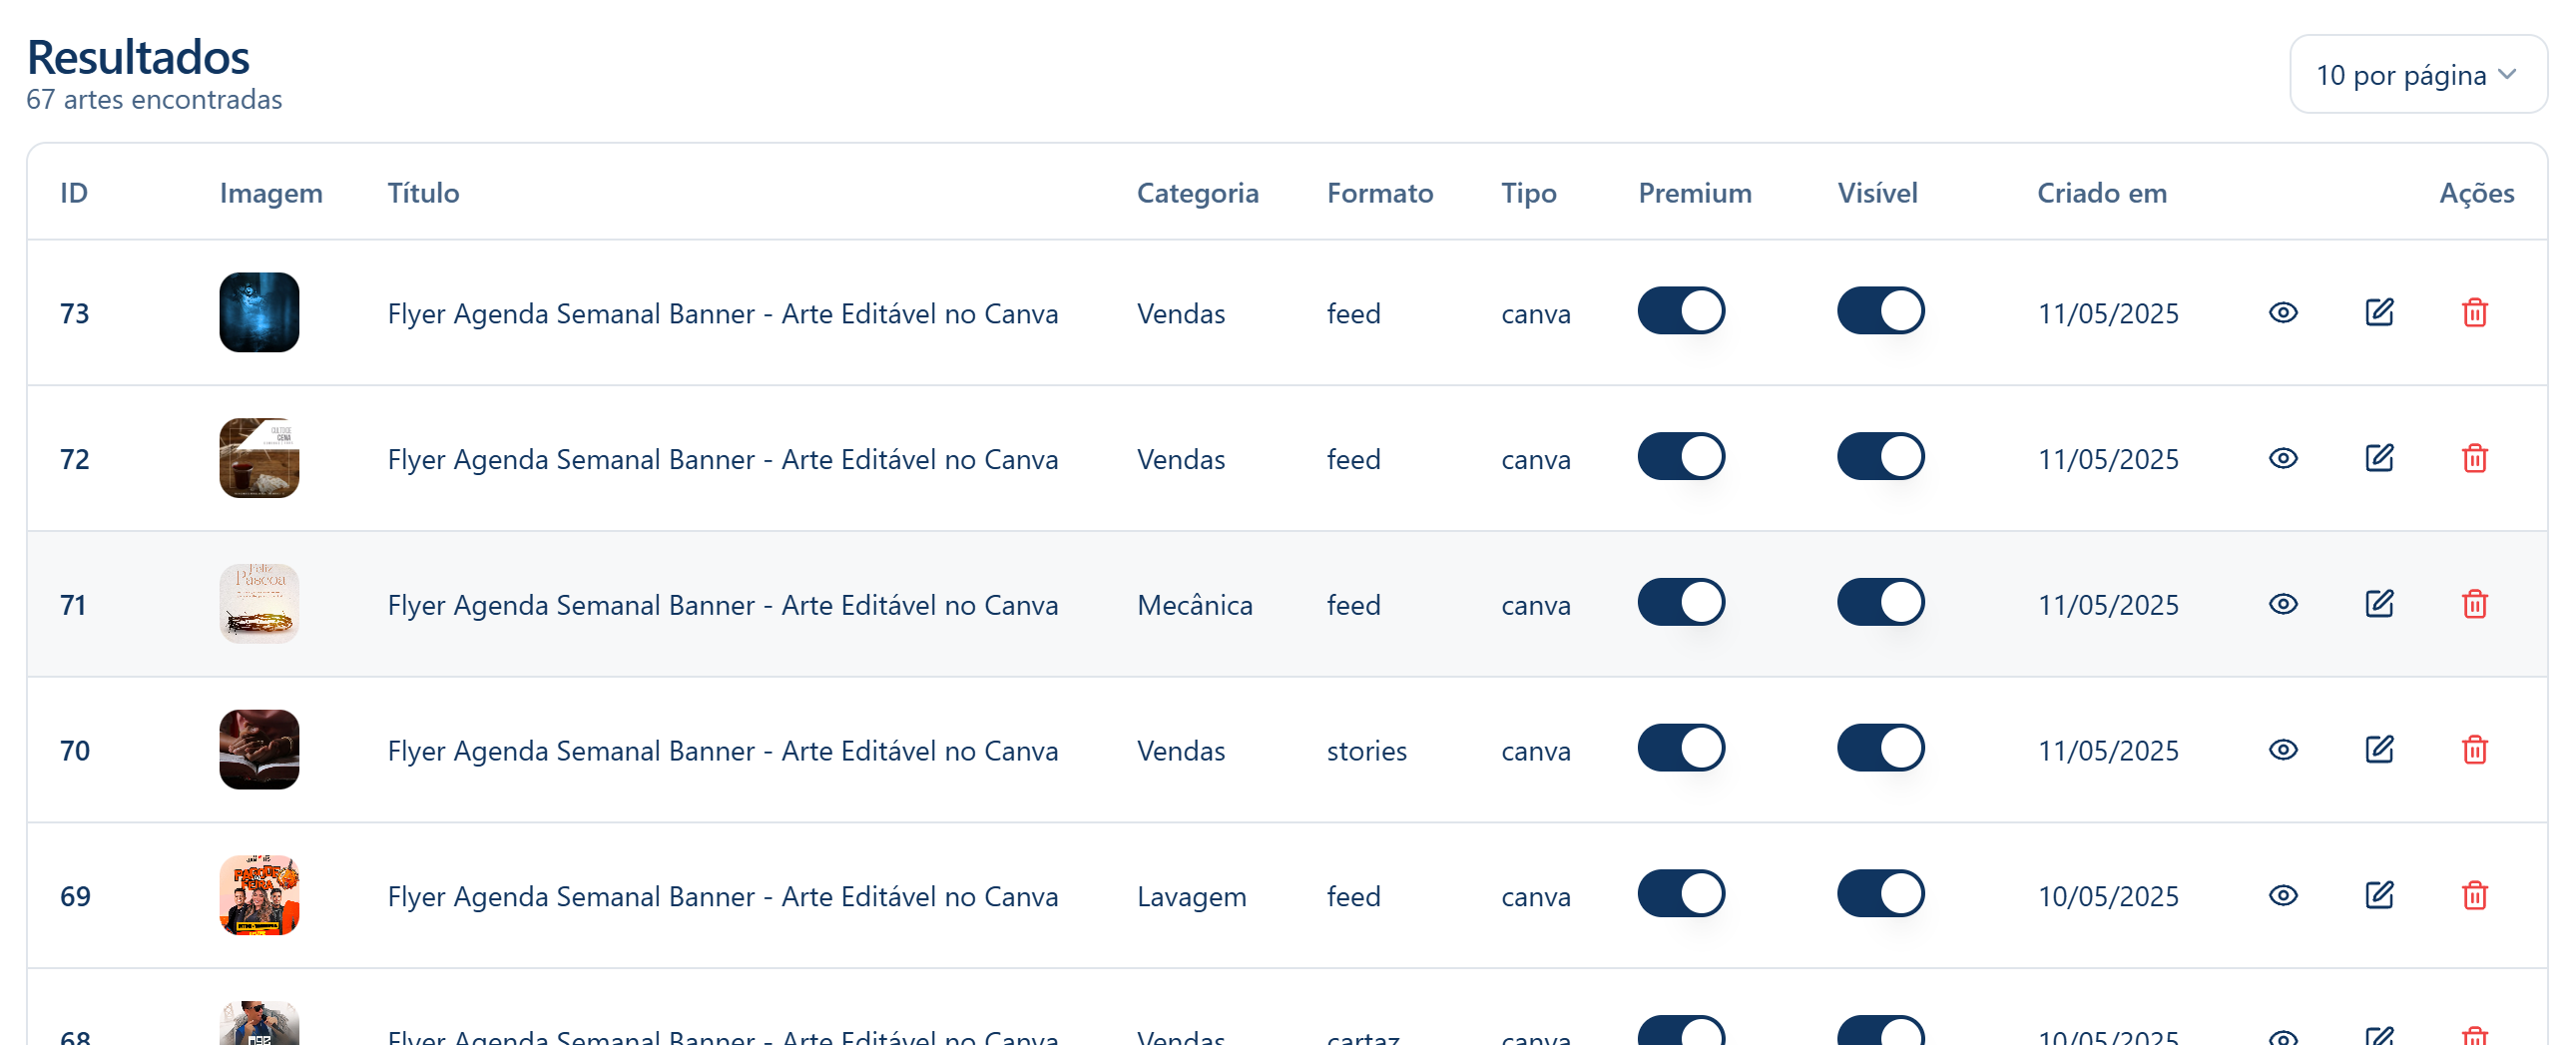 Resultados
67 artes encontradas
10 por página
ID Imagem Título Categoria Formato Tipo Premium Visível Criado em Ações
73 Flyer Agenda Semanal Banner - Arte Editável no Canva Vendas feed canva 11/05/2025
72 Flyer Agenda Semanal Banner - Arte Editável no Canva Vendas feed canva 11/05/2025
71 Flyer Agenda Semanal Banner - Arte Editável no Canva Mecânica feed canva 11/05/2025
70 Flyer Agenda Semanal Banner - Arte Editável no Canva Vendas stories canva 11/05/2025
69 Flyer Agenda Semanal Banner - Arte Editável no Canva Lavagem feed canva 10/05/2025
68 Flyer Agenda Semanal Banner - Arte Editável no Canva Vendas cartaz canva 10/05/2025